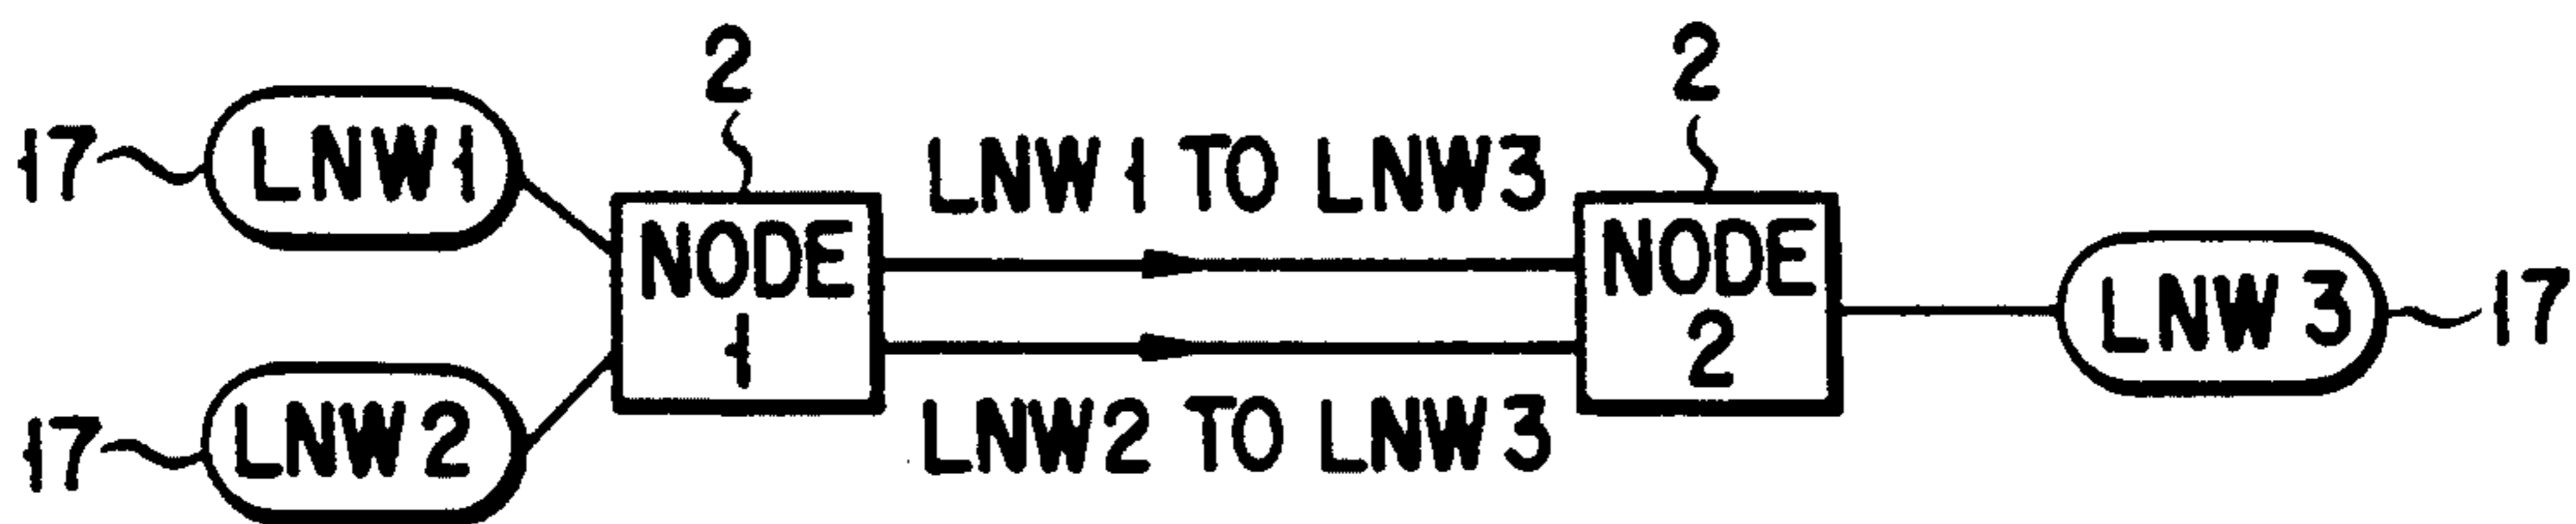 2
2
17
LNW1
LNW1 TO LNW3
NODE
1
NODE
2
LNW3
17
17
LNW2
LNW2 TO LNW3